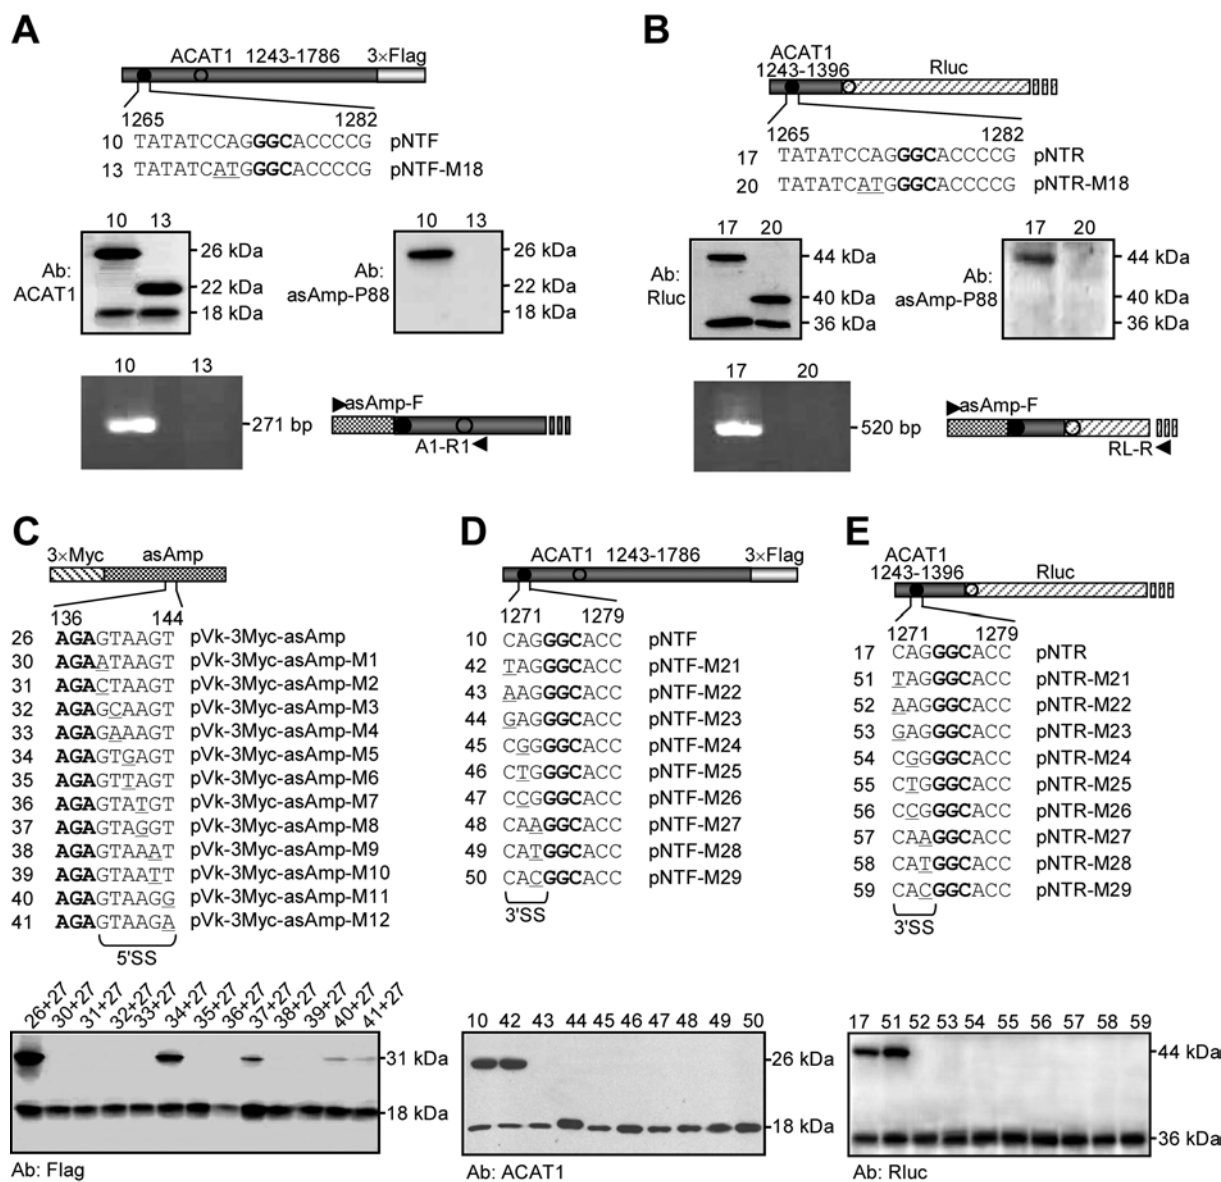 A
ACAT1 1243-1786 3×Flag
1265 1282
10 TATATCCAGGGCACCCCG pNTF
13 TATATCATGGGCACCCCG pNTF-M18
10 13
Ab: ACAT1
26 kDa
22 kDa
18 kDa
10 13
Ab: asAmp-P88
26 kDa
22 kDa
18 kDa
10 13
271 bp
asAmp-F
A1-R1
B
ACAT1
1243-1396 Rluc
1265 1282
17 TATATCCAGGGCACCCCG pNTR
20 TATATCATGGGCACCCCG pNTR-M18
17 20
Ab: Rluc
44 kDa
40 kDa
36 kDa
17 20
Ab: asAmp-P88
44 kDa
40 kDa
36 kDa
17 20
520 bp
asAmp-F
RL-R
C
3×Myc asAmp
136 144
26 AGAGTAAGT pVk-3Myc-asAmp
30 AGAATAAGT pVk-3Myc-asAmp-M1
31 AGACTAAGT pVk-3Myc-asAmp-M2
32 AGAGCAAGT pVk-3Myc-asAmp-M3
33 AGAGAAAGT pVk-3Myc-asAmp-M4
34 AGAGTGAGT pVk-3Myc-asAmp-M5
35 AGAGTTAGT pVk-3Myc-asAmp-M6
36 AGAGTATGT pVk-3Myc-asAmp-M7
37 AGAGTAGGT pVk-3Myc-asAmp-M8
38 AGAGTAAAT pVk-3Myc-asAmp-M9
39 AGAGTAATT pVk-3Myc-asAmp-M10
40 AGAGTAAGG pVk-3Myc-asAmp-M11
41 AGAGTAAGA pVk-3Myc-asAmp-M12
5'SS
26+27 30+27 31+27 32+27 33+27 34+27 35+27 36+27 37+27 38+27 39+27 40+27 41+27
31 kDa
18 kDa
Ab: Flag
D
ACAT1 1243-1786 3×Flag
1271 1279
10 CAGGGCACC pNTF
42 TAGGGCACC pNTF-M21
43 AAGGGCACC pNTF-M22
44 GAGGGCACC pNTF-M23
45 CGGGGCACC pNTF-M24
46 CTGGGCACC pNTF-M25
47 CCGGGCACC pNTF-M26
48 CAAGGCACC pNTF-M27
49 CATGGCACC pNTF-M28
50 CACGGCACC pNTF-M29
3'SS
10 42 43 44 45 46 47 48 49 50
26 kDa
18 kDa
Ab: ACAT1
E
ACAT1
1243-1396 Rluc
1271 1279
17 CAGGGCACC pNTR
51 TAGGGCACC pNTR-M21
52 AAGGGCACC pNTR-M22
53 GAGGGCACC pNTR-M23
54 CGGGGCACC pNTR-M24
55 CTGGGCACC pNTR-M25
56 CCGGGCACC pNTR-M26
57 CAAGGCACC pNTR-M27
58 CATGGCACC pNTR-M28
59 CACGGCACC pNTR-M29
3'SS
17 51 52 53 54 55 56 57 58 59
44 kDa
36 kDa
Ab: Rluc